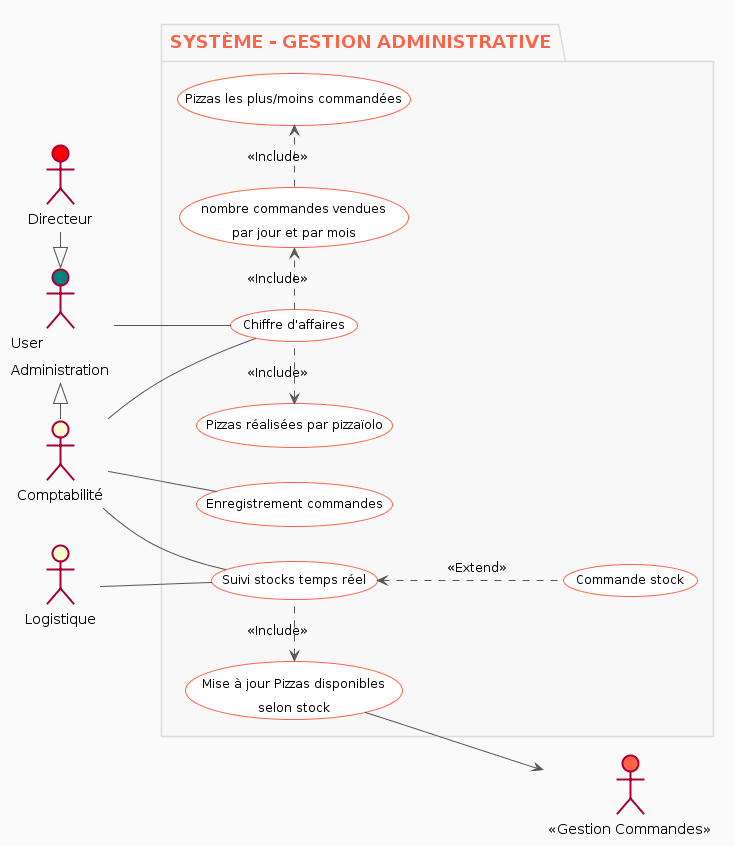 SYSTÈME - GESTION ADMINISTRATIVE
Pizzas les plus/moins commandées
«Include»
Directeur
nombre commandes vendues
par jour et par mois
«Include»
User
Administration
Chiffre d'affaires
«Include»
Pizzas réalisées par pizzaïolo
Comptabilité
Enregistrement commandes
«Extend»
Suivi stocks temps réel
Commande stock
Logistique
«Include»
Mise à jour Pizzas disponibles
selon stock
«Gestion Commandes»